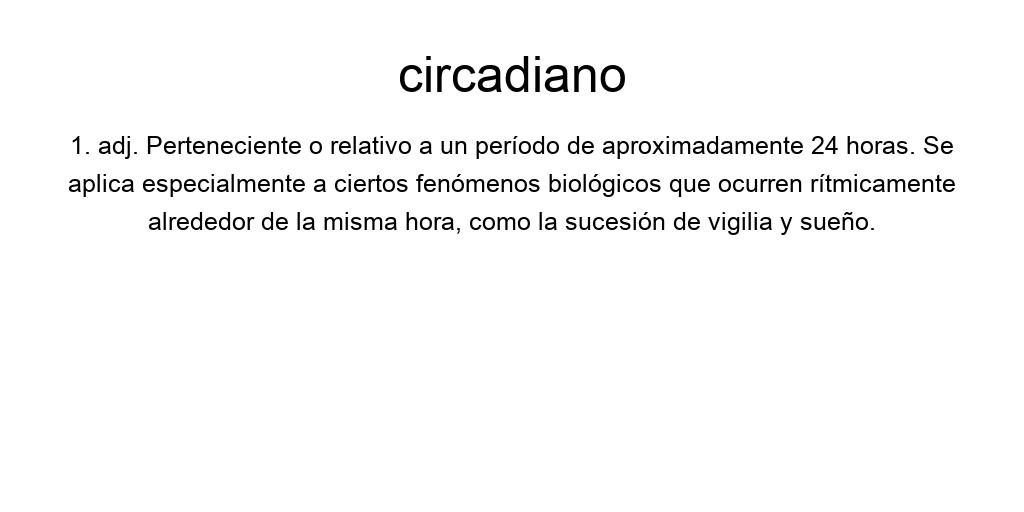 circadiano
1. adj. Perteneciente o relativo a un período de aproximadamente 24 horas. Se
aplica especialmente a ciertos fenómenos biológicos que ocurren rítmicamente
alrededor de la misma hora, como la sucesión de vigilia y sueño.